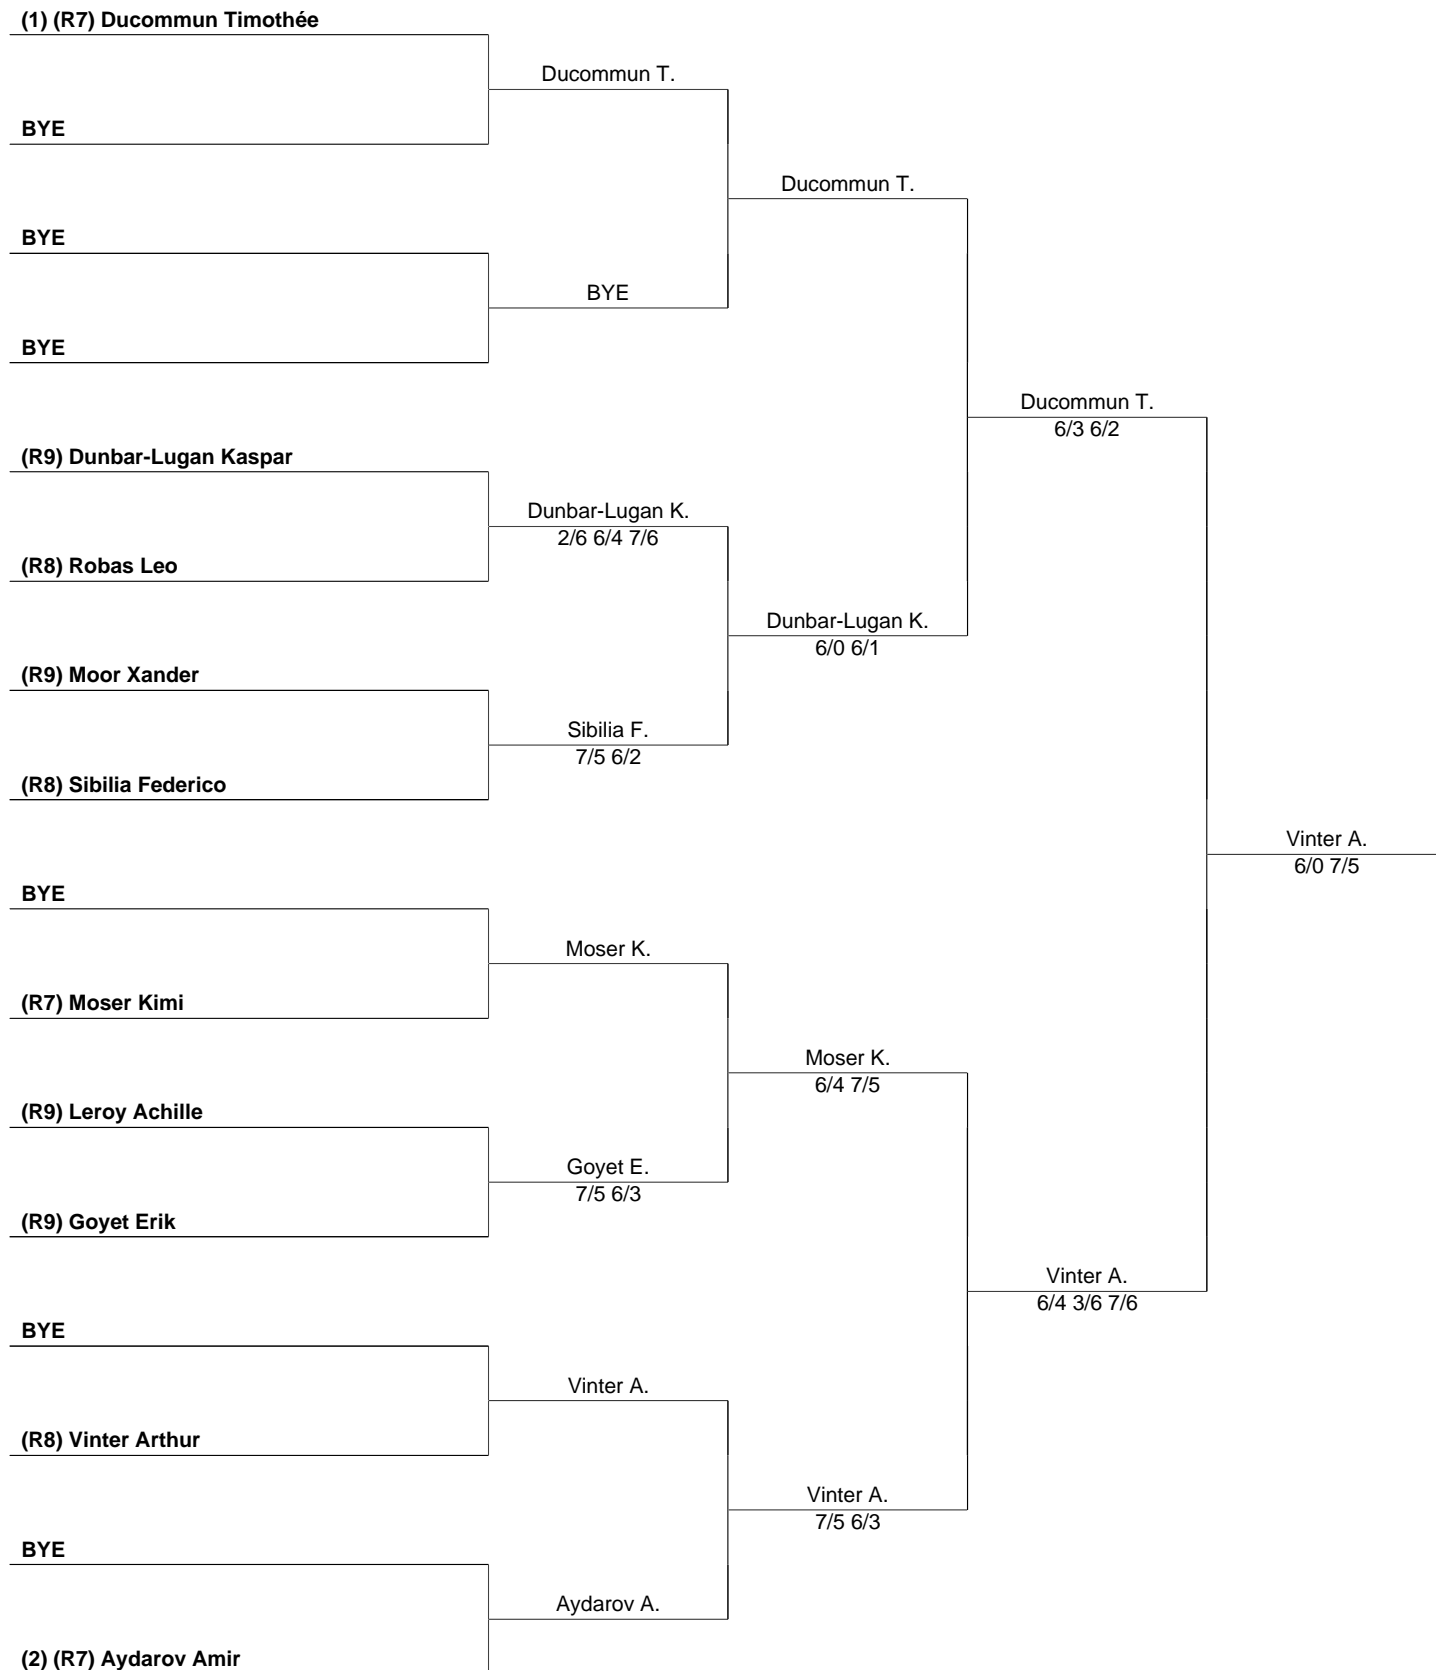 (1) (R7) Ducommun Timothée
Ducommun T.
BYE
Ducommun T.
BYE
BYE
BYE
Ducommun T.
6/3 6/2
(R9) Dunbar-Lugan Kaspar
Dunbar-Lugan K.
2/6 6/4 7/6
(R8) Robas Leo
Dunbar-Lugan K.
6/0 6/1
(R9) Moor Xander
Sibilia F.
7/5 6/2
(R8) Sibilia Federico
Vinter A.
6/0 7/5
BYE
Moser K.
(R7) Moser Kimi
Moser K.
6/4 7/5
(R9) Leroy Achille
Goyet E.
7/5 6/3
(R9) Goyet Erik
Vinter A.
6/4 3/6 7/6
BYE
Vinter A.
(R8) Vinter Arthur
Vinter A.
7/5 6/3
BYE
Aydarov A.
(2) (R7) Aydarov Amir